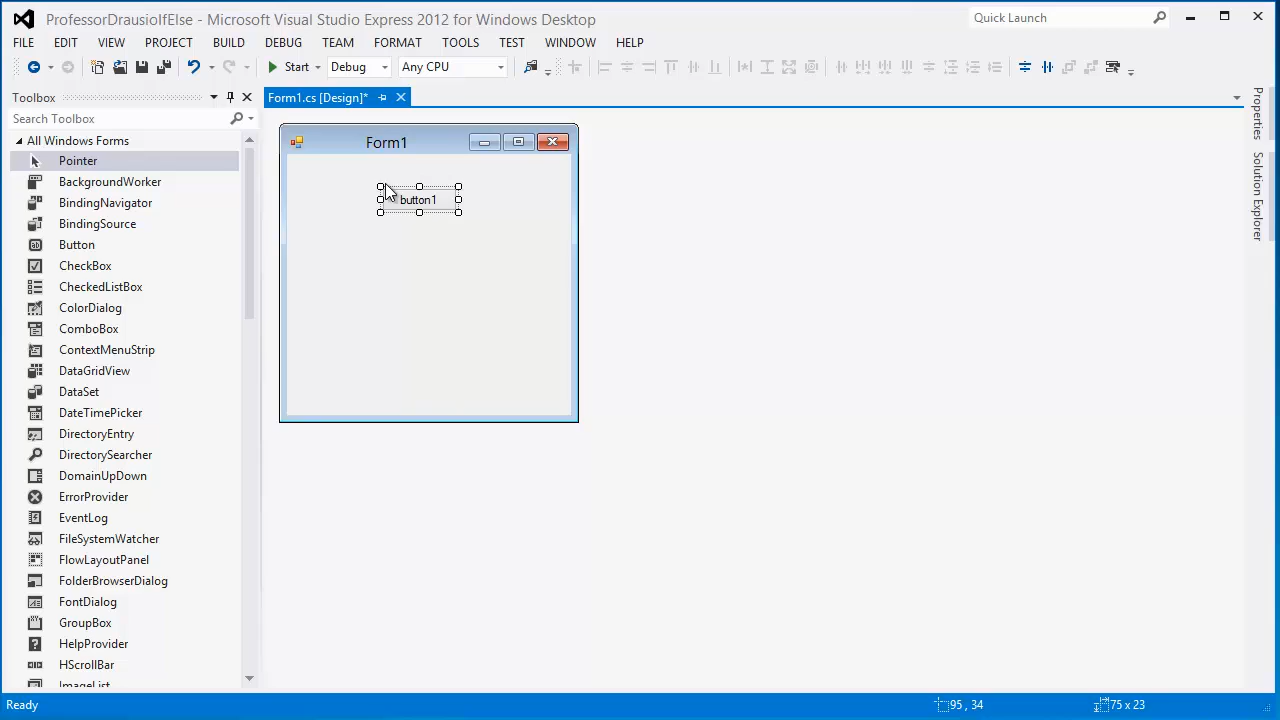 ProfessorDrausioIfElse - Microsoft Visual Studio Express 2012 for Windows Desktop
Quick Launch
FILE EDIT VIEW PROJECT BUILD DEBUG TEAM FORMAT TOOLS TEST WINDOW HELP
Start Debug Any CPU
Toolbox
Form1.cs [Design]*
Search Toolbox
All Windows Forms
Pointer
BackgroundWorker
BindingNavigator
BindingSource
Button
CheckBox
CheckedListBox
ColorDialog
ComboBox
ContextMenuStrip
DataGridView
DataSet
DateTimePicker
DirectoryEntry
DirectorySearcher
DomainUpDown
ErrorProvider
EventLog
FileSystemWatcher
FlowLayoutPanel
FolderBrowserDialog
FontDialog
GroupBox
HelpProvider
HScrollBar
ImageList
Form1
button1
Properties
Solution Explorer
Ready
95 , 34
75 x 23